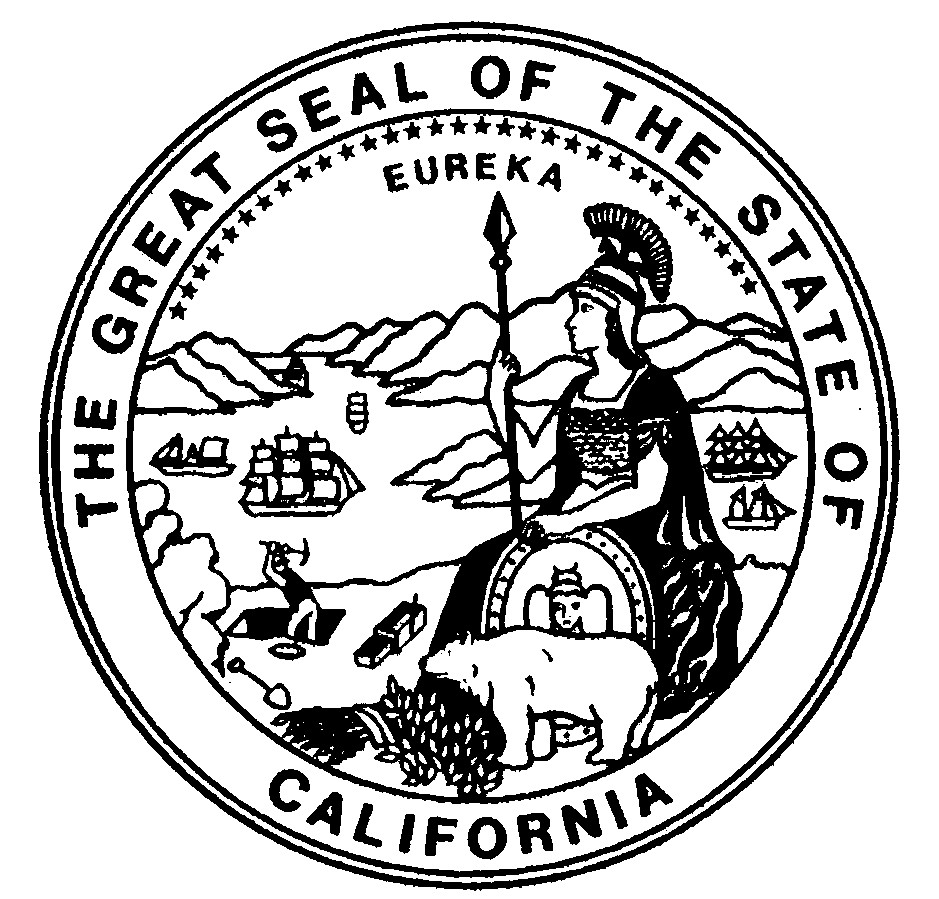 THE GREAT SEAL OF THE STATE OF
EUREKA
CALIFORNIA